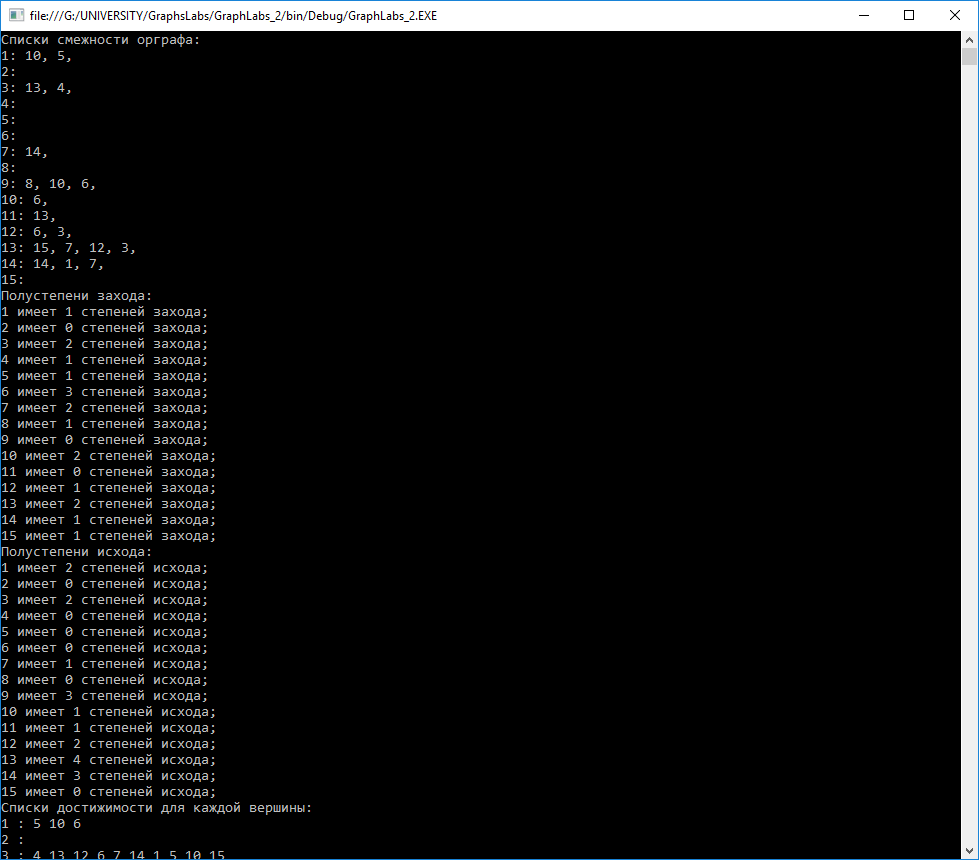 file:///G:/UNIVERSITY/GraphsLabs/GraphLabs_2/bin/Debug/GraphLabs_2.EXE
Списки смежности орграфа:
1: 10, 5,
2:
3: 13, 4,
4:
5:
6:
7: 14,
8:
9: 8, 10, 6,
10: 6,
11: 13,
12: 6, 3,
13: 15, 7, 12, 3,
14: 14, 1, 7,
15:
Полустепени захода:
1 имеет 1 степеней захода;
2 имеет 0 степеней захода;
3 имеет 2 степеней захода;
4 имеет 1 степеней захода;
5 имеет 1 степеней захода;
6 имеет 3 степеней захода;
7 имеет 2 степеней захода;
8 имеет 1 степеней захода;
9 имеет 0 степеней захода;
10 имеет 2 степеней захода;
11 имеет 0 степеней захода;
12 имеет 1 степеней захода;
13 имеет 2 степеней захода;
14 имеет 1 степеней захода;
15 имеет 1 степеней захода;
Полустепени исхода:
1 имеет 2 степеней исхода;
2 имеет 0 степеней исхода;
3 имеет 2 степеней исхода;
4 имеет 0 степеней исхода;
5 имеет 0 степеней исхода;
6 имеет 0 степеней исхода;
7 имеет 1 степеней исхода;
8 имеет 0 степеней исхода;
9 имеет 3 степеней исхода;
10 имеет 1 степеней исхода;
11 имеет 1 степеней исхода;
12 имеет 2 степеней исхода;
13 имеет 4 степеней исхода;
14 имеет 3 степеней исхода;
15 имеет 0 степеней исхода;
Списки достижимости для каждой вершины:
1 : 5 10 6
2 :
3 : 4 13 12 6 7 14 1 5 10 15